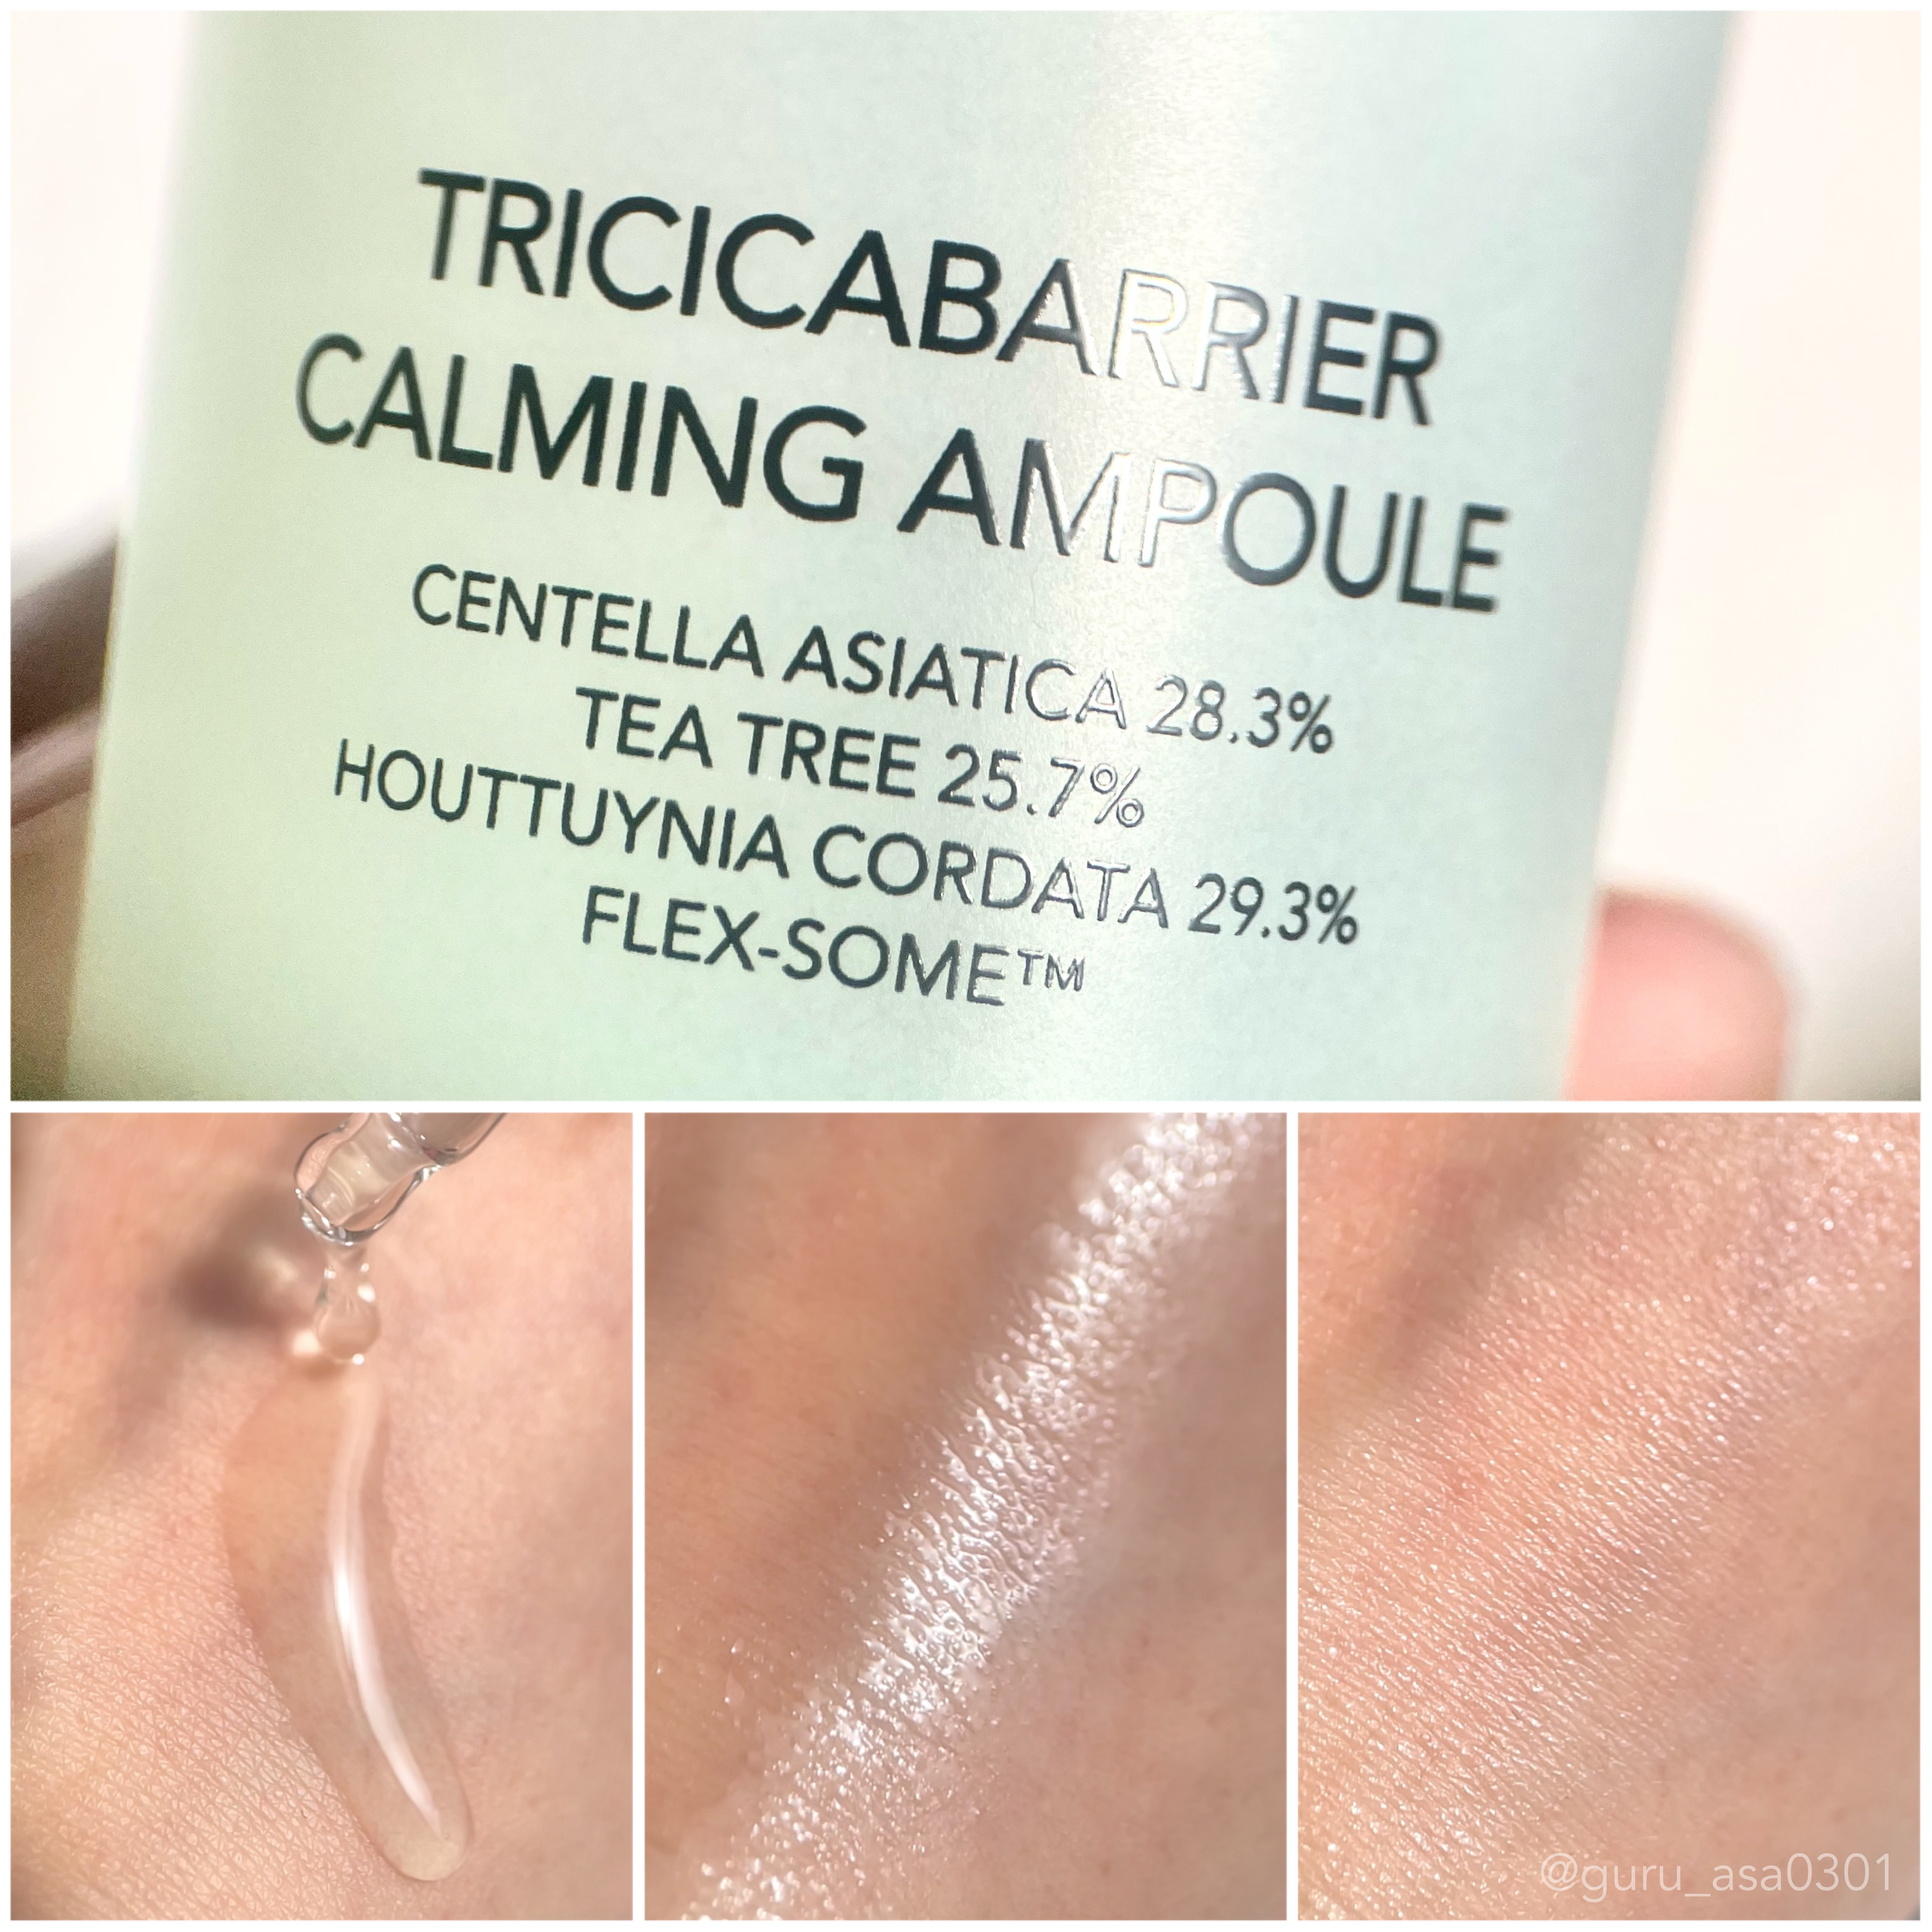 TRICICABARRIER
CALMING AMPOULE
CENTELLA ASIATICA 28.3%
TEA TREE 25.7%
HOUTTUYNIA CORDATA 29.3%
FLEX-SOME™
@guru_asa0301